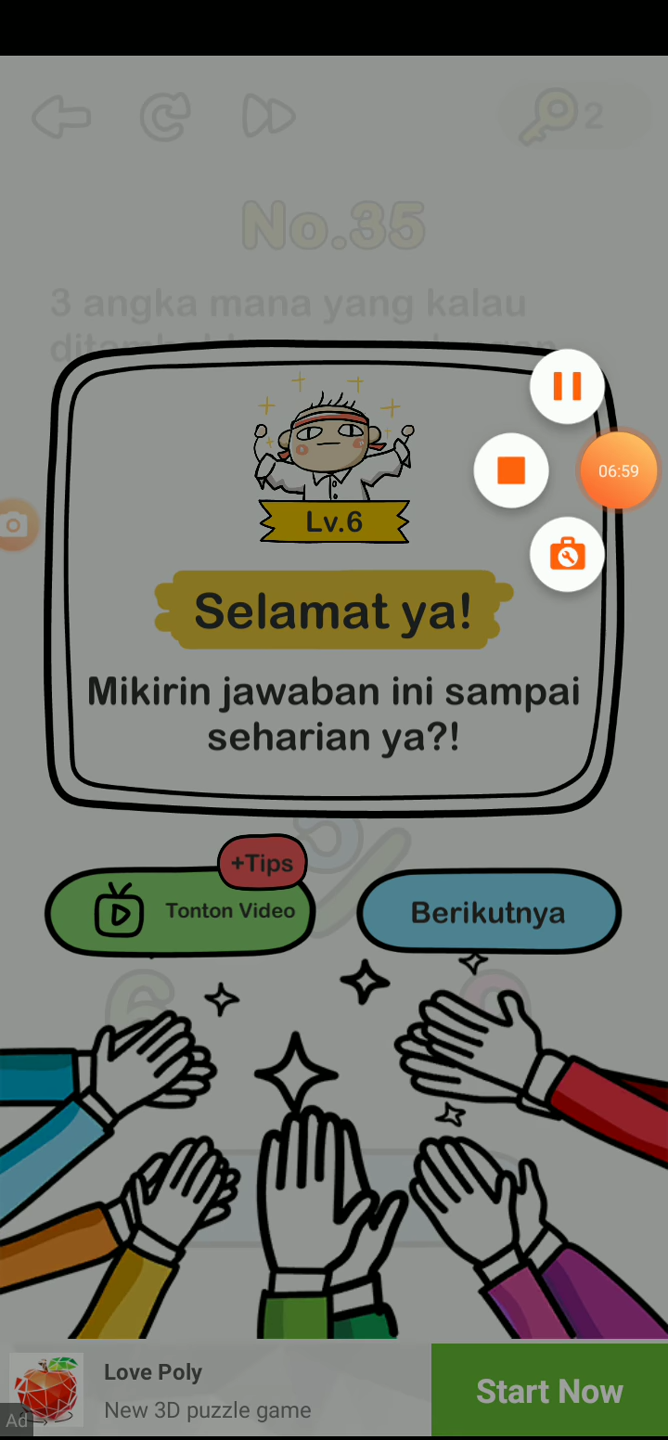 2
No.35
3 angka mana yang kalau
Lv.6
06:59
Selamat ya!
Mikirin jawaban ini sampai
seharian ya?!
+Tips
Tonton Video
Berikutnya
6
Love Poly
New 3D puzzle game
Start Now
Ad